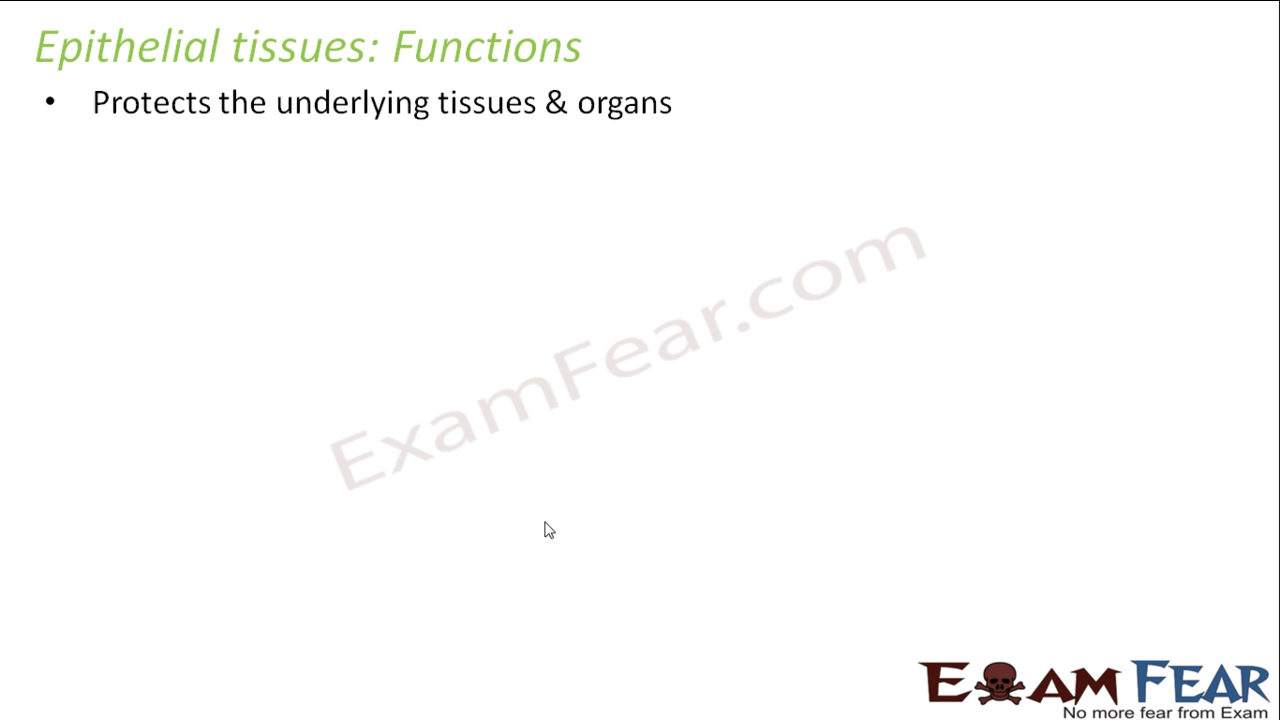 Epithelial tissues: Functions
• Protects the underlying tissues & organs
ExamFear.com
EXAM FEAR
No more fear from Exam